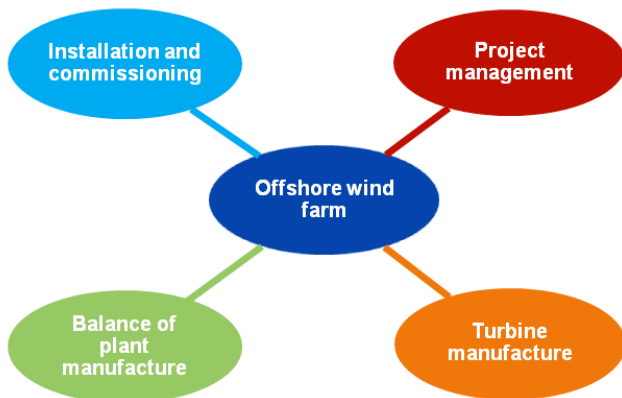 Installation and
commissioning
Project
management
Offshore wind
farm
Balance of
plant
manufacture
Turbine
manufacture